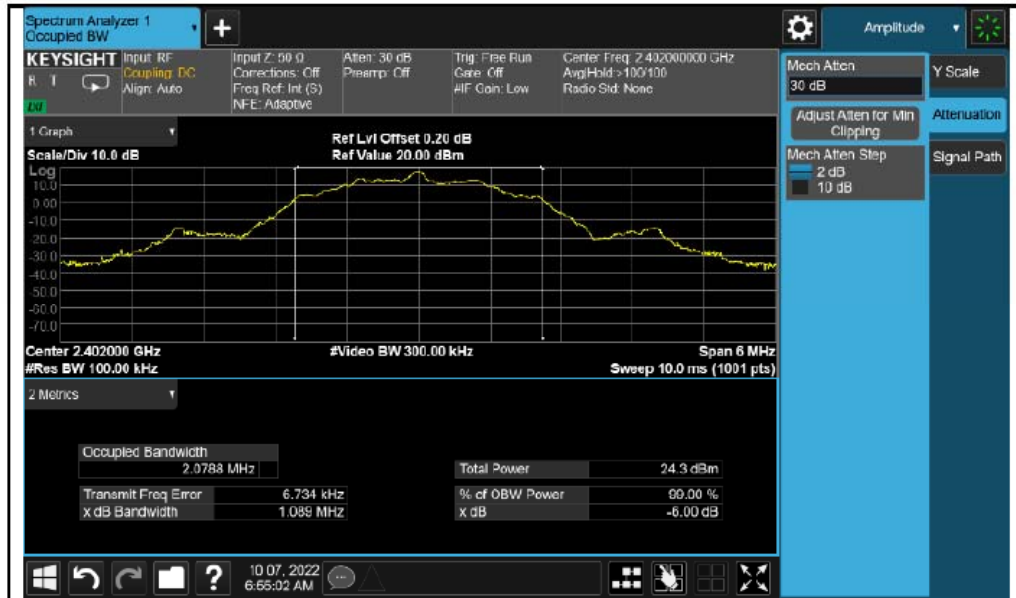 Spectrum Analyzer 1
Occupied BW
+
Amplitude
KEYSIGHT Input: RF
R T Coupling: DC
Align: Auto
LXI
Input Z: 50 Ω
Corrections: Off
Freq Ref: Int (S)
NFE: Adaptive
Atten: 30 dB
Preamp: Off
Trig: Free Run
Gate: Off
#IF Gain: Low
Center Freq: 2.402000000 GHz
Avg|Hold:>100/100
Radio Std: None
Mech Atten
30 dB
Adjust Atten for Min
Clipping
Mech Atten Step
2 dB
10 dB
Y Scale
Attenuation
Signal Path
1 Graph
Scale/Div 10.0 dB
Ref Lvl Offset 0.20 dB
Ref Value 20.00 dBm
Log
10.0
0.00
-10.0
-20.0
-30.0
-40.0
-50.0
-60.0
-70.0
Center 2.402000 GHz
#Res BW 100.00 kHz
#Video BW 300.00 kHz
Span 6 MHz
Sweep 10.0 ms (1001 pts)
2 Metrics
Occupied Bandwidth
2.0788 MHz
Transmit Freq Error 6.734 kHz
x dB Bandwidth 1.089 MHz
Total Power 24.3 dBm
% of OBW Power 99.00 %
x dB -6.00 dB
?
10 07, 2022
6:55:02 AM